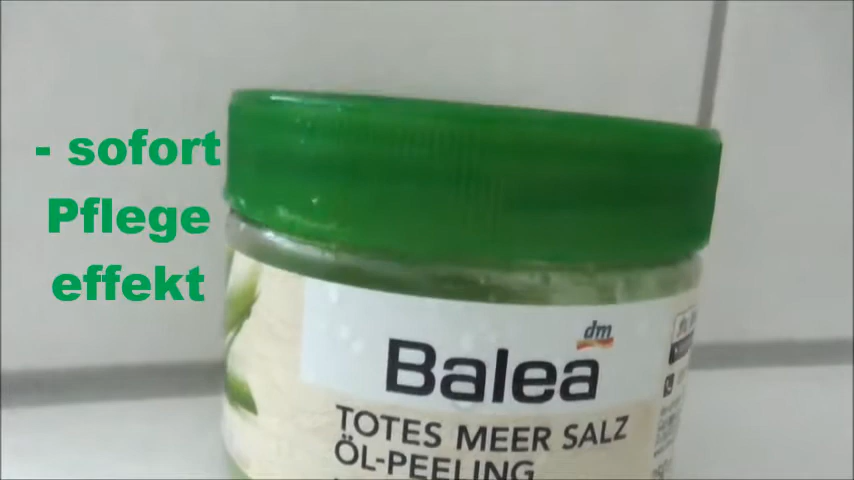 - sofort
Pflege
effekt
dm
Balea
TOTES MEER SALZ
ÖL-PEELING